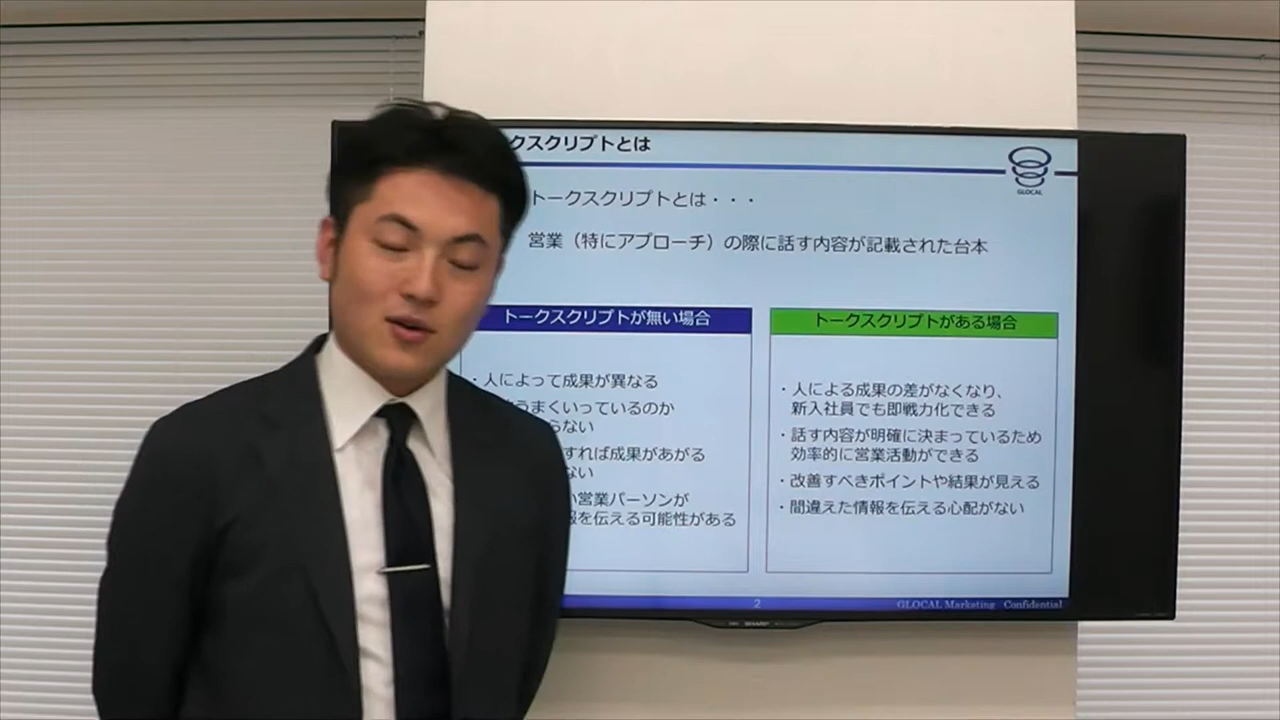 クスクリプトとは
GLOCAL
トークスクリプトとは・・・
営業（特にアプローチ）の際に話す内容が記載された台本
トークスクリプトが無い場合
・人によって成果が異なる
うまくいっているのか
らない
すれば成果があがる
ない
い営業パーソンが
報を伝える可能性がある
トークスクリプトがある場合
・人による成果の差がなくなり、
新入社員でも即戦力化できる
・話す内容が明確に決まっているため
効率的に営業活動ができる
・改善すべきポイントや結果が見える
・間違えた情報を伝える心配がない
2
GLOCAL Marketing Confidential
SHARP